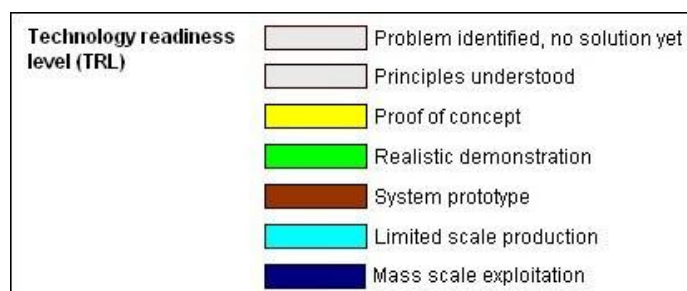 Technology readiness
level (TRL)
Problem identified, no solution yet
Principles understood
Proof of concept
Realistic demonstration
System prototype
Limited scale production
Mass scale exploitation